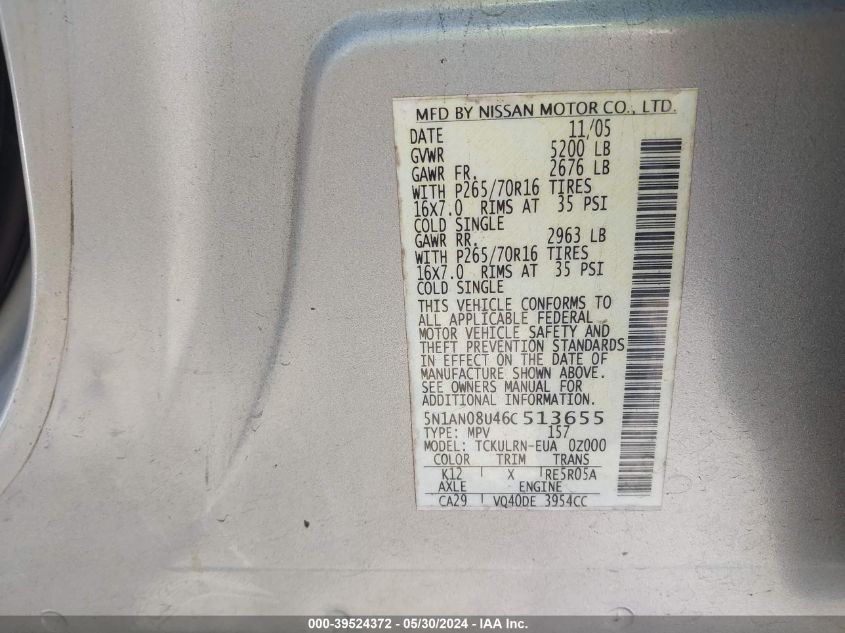 MFD BY NISSAN MOTOR CO., LTD.
DATE 11/05
GVWR 5200 LB
GAWR FR. 2676 LB
WITH P265/70R16 TIRES
16X7.0 RIMS AT 35 PSI
COLD SINGLE
GAWR RR. 2963 LB
WITH P265/70R16 TIRES
16X7.0 RIMS AT 35 PSI
COLD SINGLE
THIS VEHICLE CONFORMS TO
ALL APPLICABLE FEDERAL
MOTOR VEHICLE SAFETY AND
THEFT PREVENTION STANDARDS
IN EFFECT ON THE DATE OF
MANUFACTURE SHOWN ABOVE.
SEE OWNERS MANUAL FOR
ADDITIONAL INFORMATION.
5N1AN08U46C 513655
TYPE: MPV 157
MODEL: TCKULRN-EUA 0Z000
COLOR TRIM TRANS
K12 X RE5R05A
AXLE ENGINE
CA29 VQ40DE 3954CC
000-39524372 - 05/30/2024 - IAA Inc.